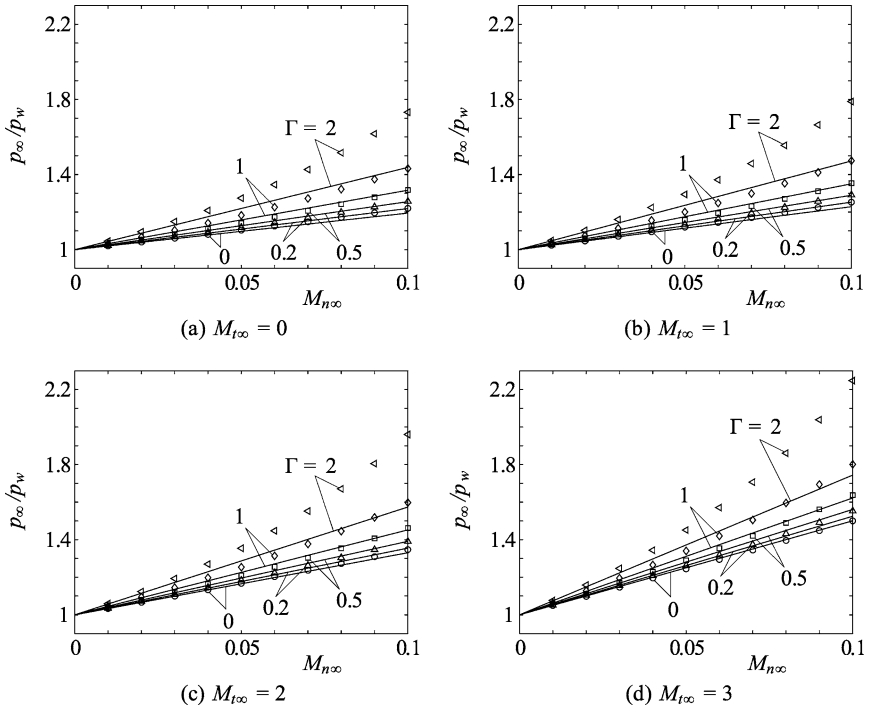 2.2
2.2
1.8
1.8
p∞/pw
p∞/pw
Γ = 2
Γ = 2
1
1
1.4
1.4
1
1
0
0.2
0.5
0
0.2
0.5
0
0.05
0.1
0
0.05
0.1
Mn∞
Mn∞
(a) Mt∞ = 0
(b) Mt∞ = 1
2.2
2.2
1.8
1.8
p∞/pw
p∞/pw
Γ = 2
Γ = 2
1
1
1.4
1.4
1
1
0
0.2
0.5
0
0.2
0.5
0
0.05
0.1
0
0.05
0.1
Mn∞
Mn∞
(c) Mt∞ = 2
(d) Mt∞ = 3